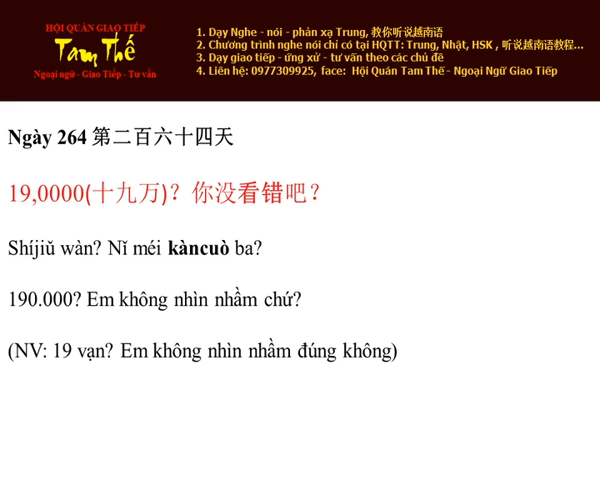 HỘI QUÁN GIAO TIẾP
Tam Thế
Ngoại ngữ - Giao Tiếp - Tư vấn
1. Dạy Nghe - nói - phản xạ Trung, 教你听说越南语
2. Chương trình nghe nói chỉ có tại HQTT: Trung, Nhật, HSK , 听说越南语教程...
3. Dạy giao tiếp - ứng xử - tư vấn theo các chủ đề
4. Liên hệ: 0977309925, face:  Hội Quán Tam Thế - Ngoại Ngữ Giao Tiếp
Ngày 264 第二百六十四天
19,0000(十九万)？你没看错吧？
Shíjiǔ wàn? Nǐ méi kàncuò ba?
190.000? Em không nhìn nhầm chứ?
(NV: 19 vạn? Em không nhìn nhầm đúng không)